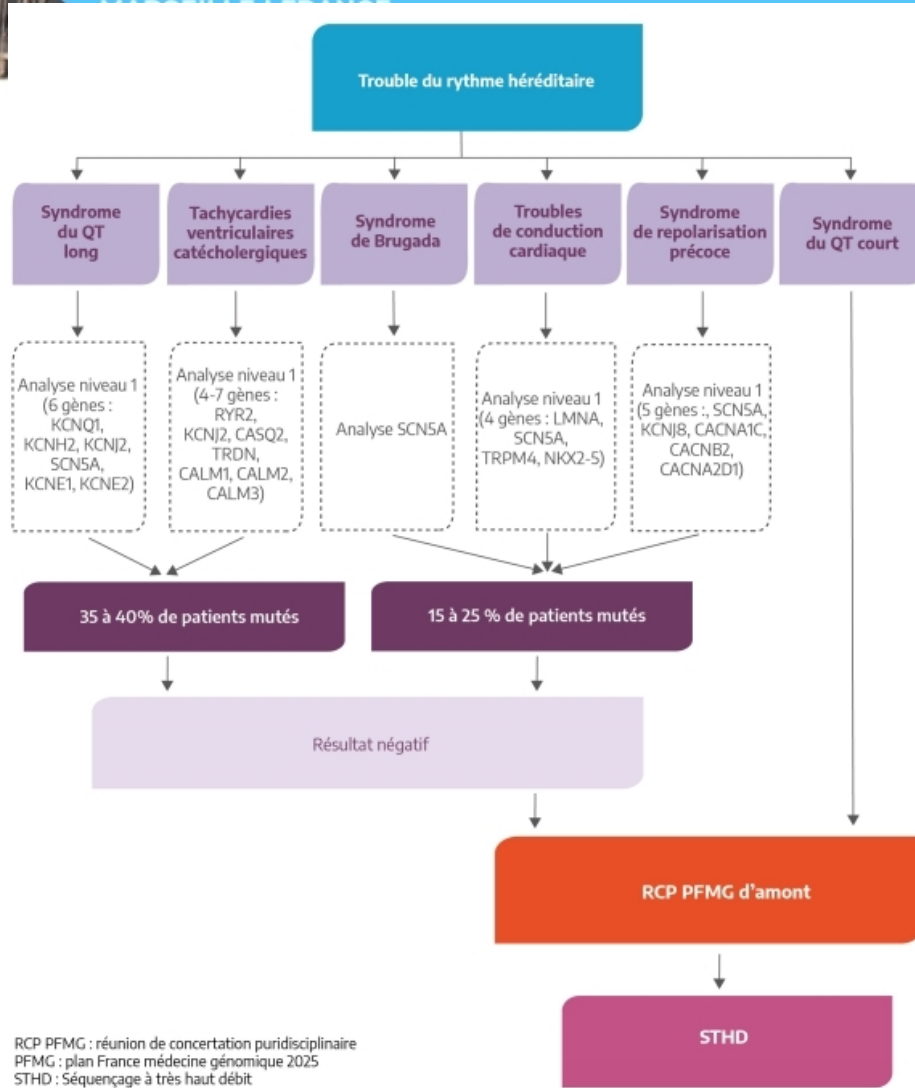 Trouble du rythme héréditaire
Syndrome
du QT
long
Tachycardies
ventriculaires
catécholergiques
Syndrome
de Brugada
Troubles
de conduction
cardiaque
Syndrome
de repolarisation
précoce
Syndrome
du QT court
Analyse niveau 1
(6 gènes :
KCNQ1,
KCNH2, KCNJ2,
SCN5A,
KCNE1, KCNE2)
Analyse niveau 1
(4-7 gènes :
RYR2,
KCNJ2, CASQ2,
TRDN,
CALM1, CALM2,
CALM3)
Analyse SCN5A
Analyse niveau 1
(4 gènes : LMNA,
SCN5A,
TRPM4, NKX2-5)
Analyse niveau 1
(5 gènes :, SCN5A,
KCNJ8, CACNA1C,
CACNB2,
CACNA2D1)
35 à 40% de patients mutés
15 à 25 % de patients mutés
Résultat négatif
RCP PFMG d’amont
STHD
RCP PFMG : réunion de concertation puridisciplinaire
PFMG : plan France médecine génomique 2025
STHD : Séquençage à très haut débit